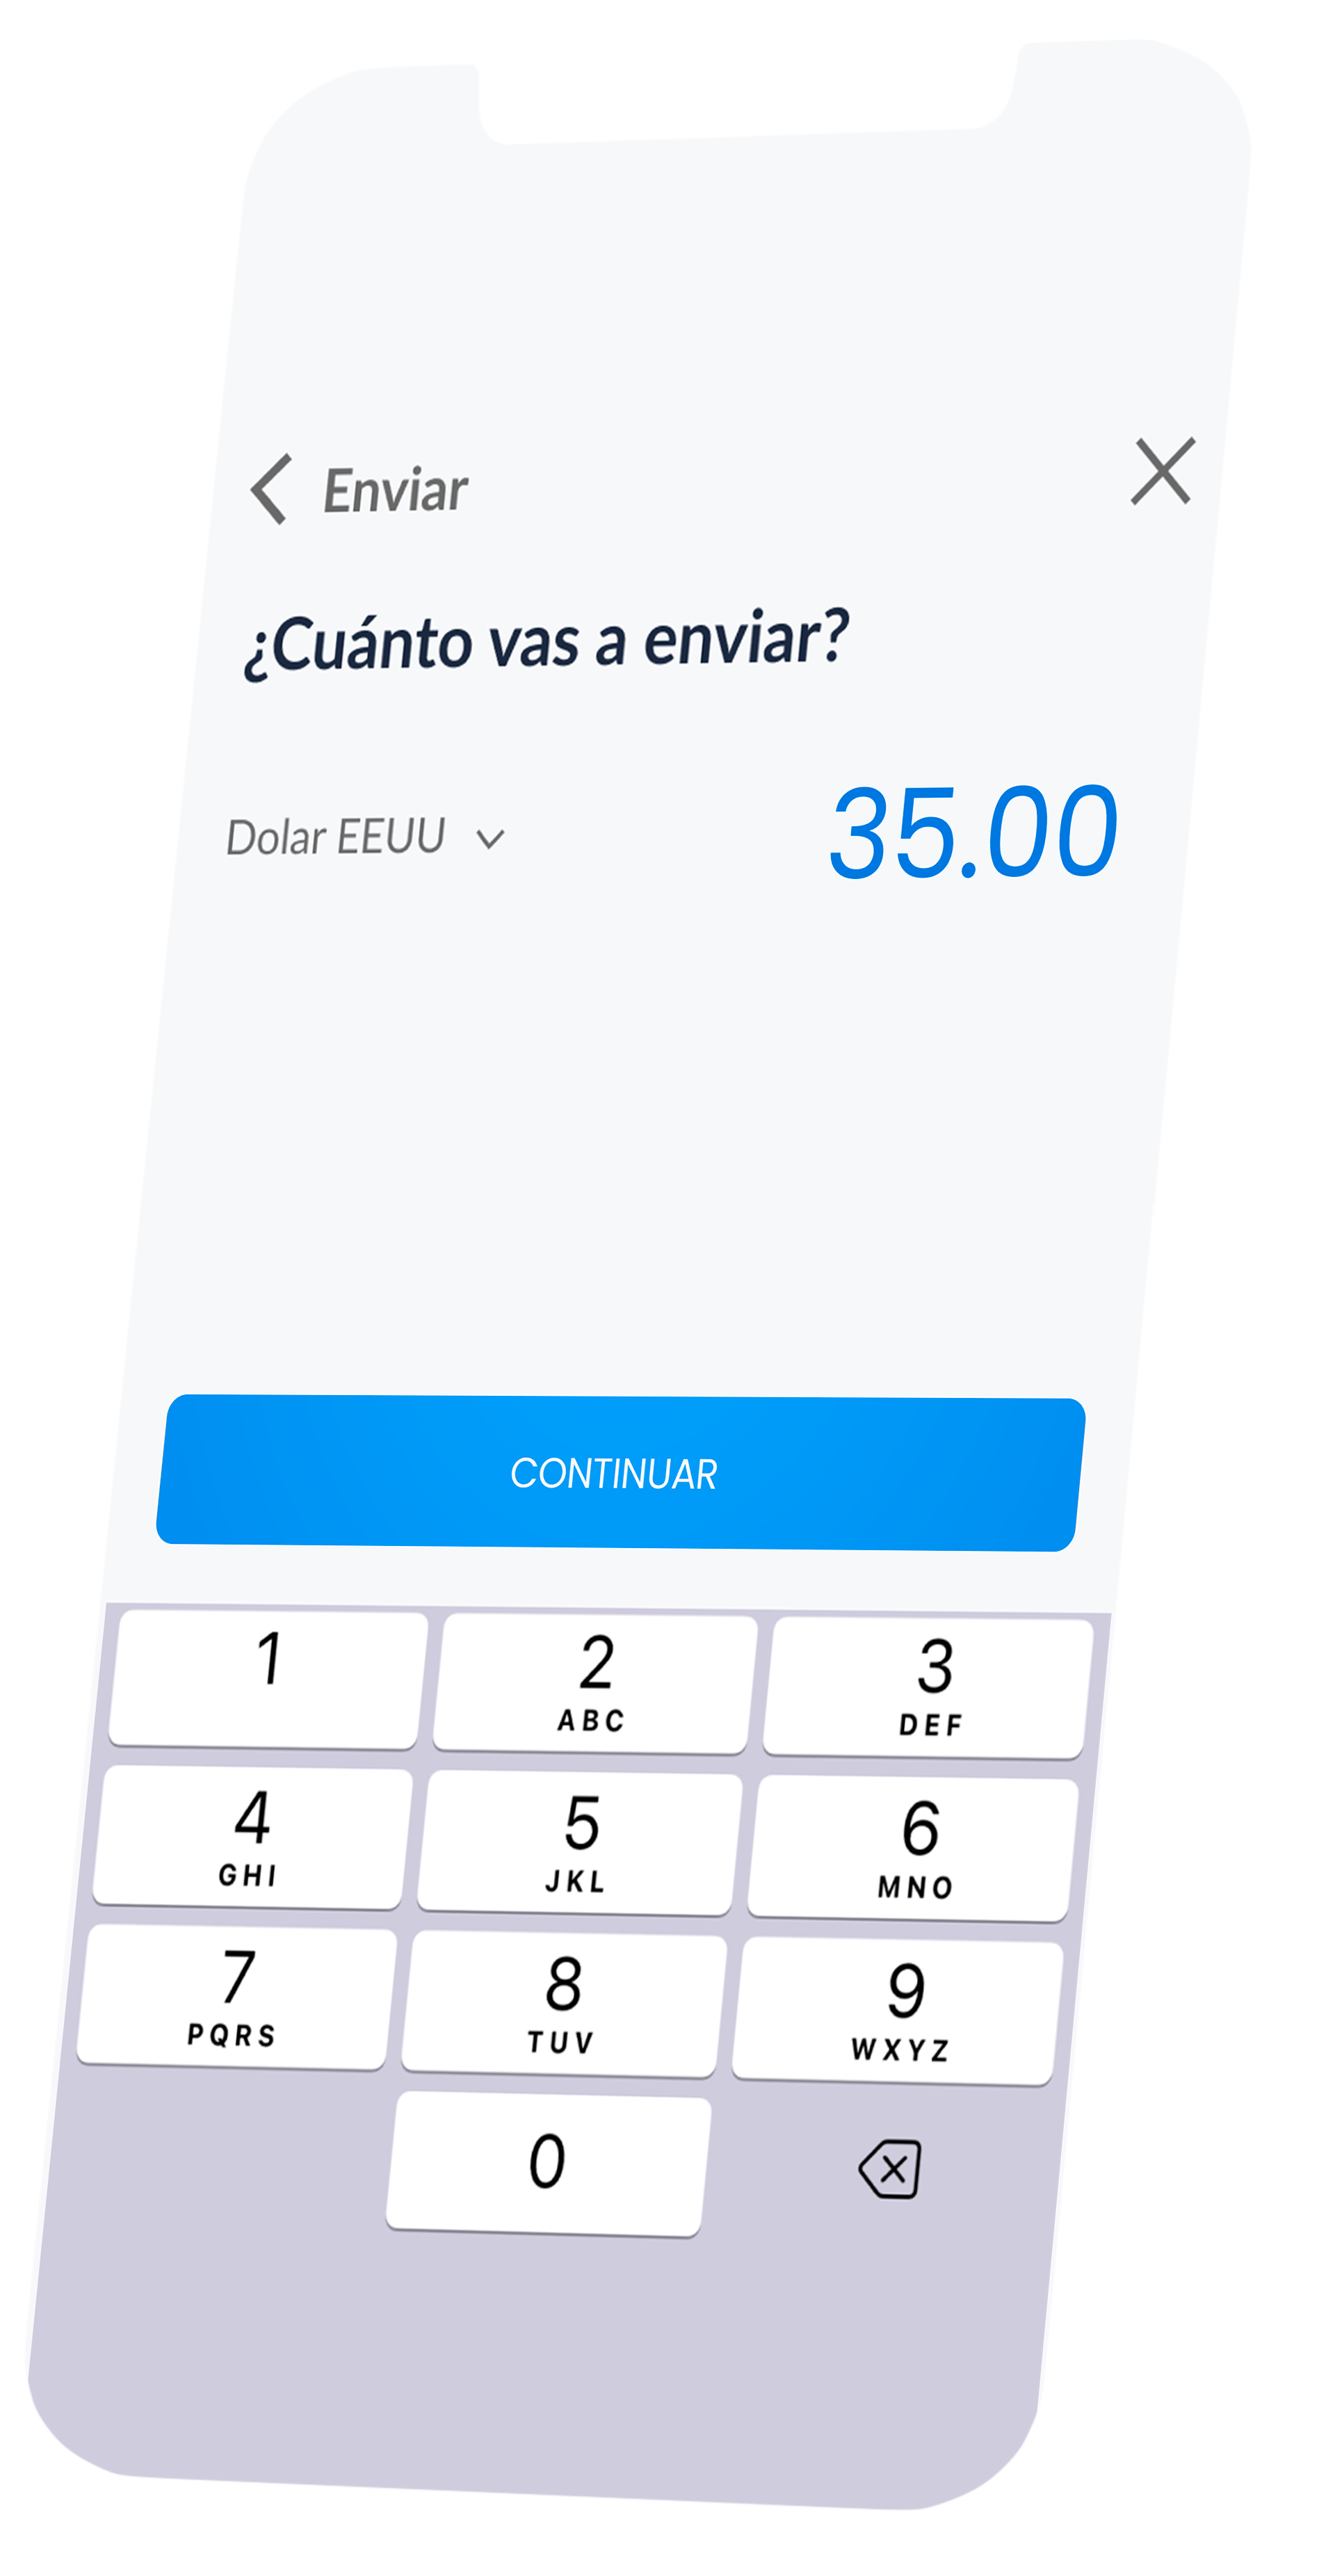 Enviar
¿Cuánto vas a enviar?
Dolar EEUU 35.00
CONTINUAR
1 2 3
ABC DEF
4 5 6
GHI JKL MNO
7 8 9
PQRS TUV WXYZ
0